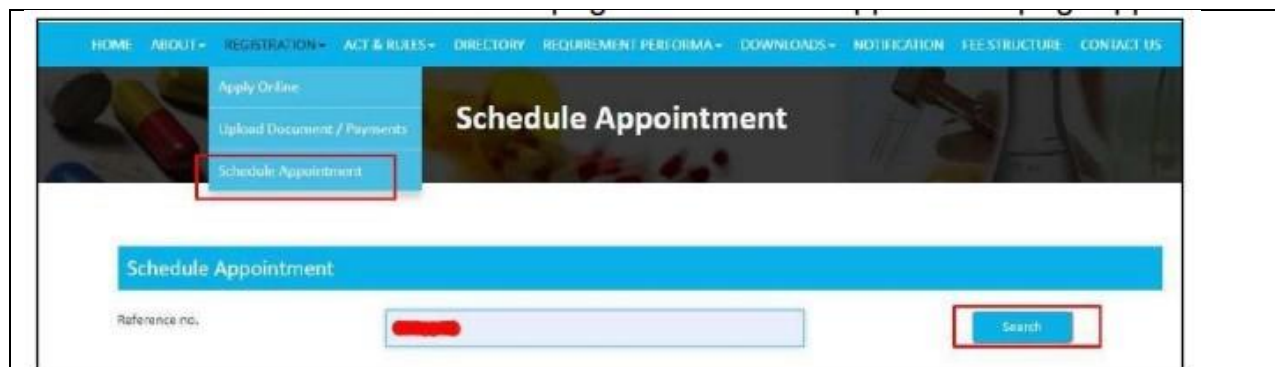 HOME ABOUT REGISTRATION ACT & RULES DIRECTORY REQUIREMENT PERFORMA DOWNLOADS NOTIFICATION FEE STRUCTURE CONTACT US
Apply Online
Upload Document / Payments
Schedule Appointment
Schedule Appointment
Schedule Appointment
Reference no.
Search